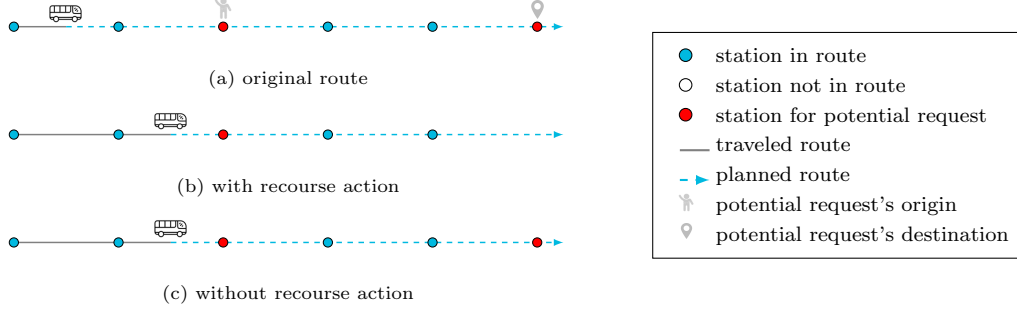 (a) original route
(b) with recourse action
(c) without recourse action
station in route
station not in route
station for potential request
traveled route
planned route
potential request's origin
potential request's destination